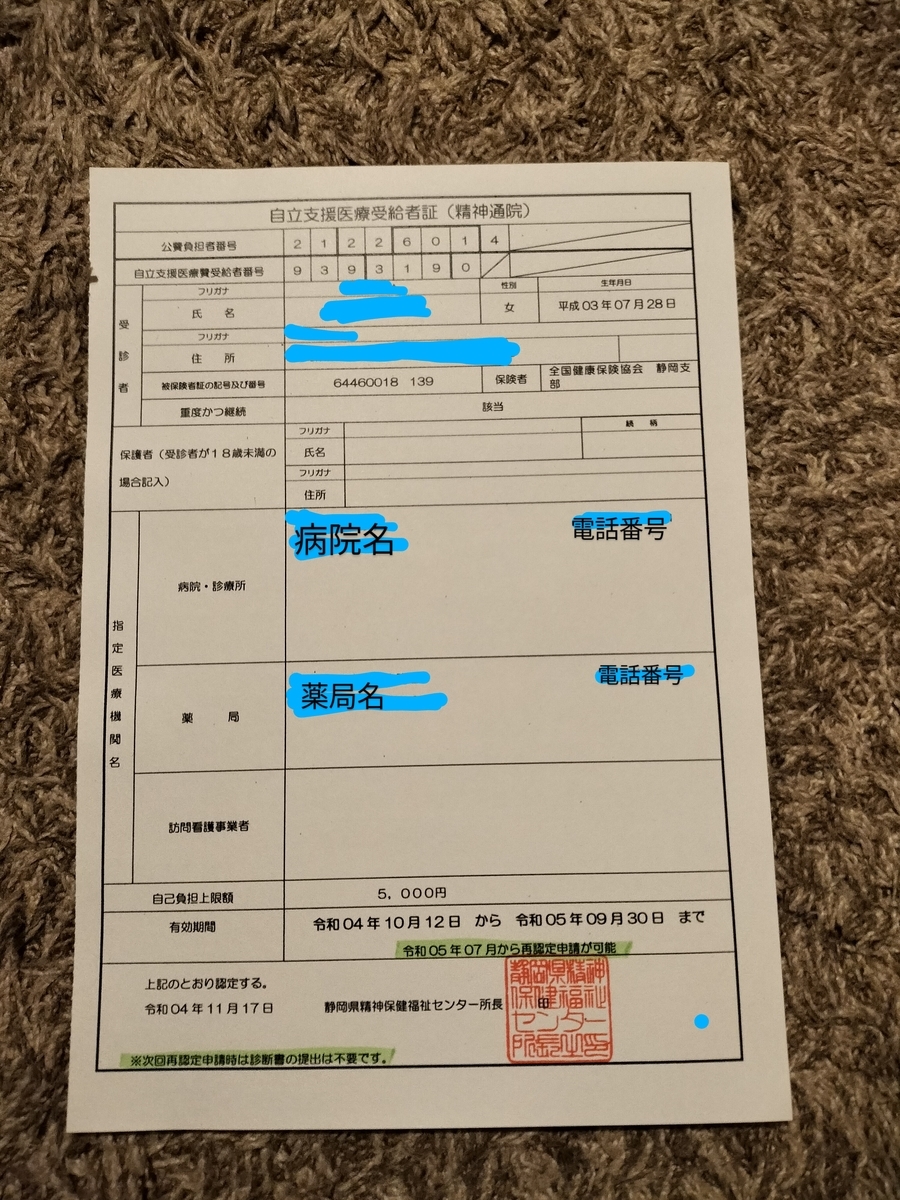 自立支援医療受給者証（精神通院）
公費負担者番号 2 1 2 2 6 0 1 4
自立支援医療費受給者番号 9 3 9 3 1 9 0
受診者
フリガナ
氏 名
性別
女
生年月日
平成03年07月28日
フリガナ
住 所
被保険者証の記号及び番号 64460018 139
保険者 全国健康保険協会 静岡支
部
重度かつ継続 該当
保護者（受診者が18歳未満の
場合記入）
フリガナ
氏名
続 柄
フリガナ
住所
指定医療機関名
病院・診療所
病院名 電話番号
薬 局
薬局名 電話番号
訪問看護事業者
自己負担上限額 5，000円
有効期間 令和04年10月12日 から 令和05年09月30日 まで
令和05年07月から再認定申請が可能
上記のとおり認定する。
令和04年11月17日 静岡県精神保健福祉センター所長
静岡県精神
保健福祉
センター
所長之印
※次回再認定申請時は診断書の提出は不要です。